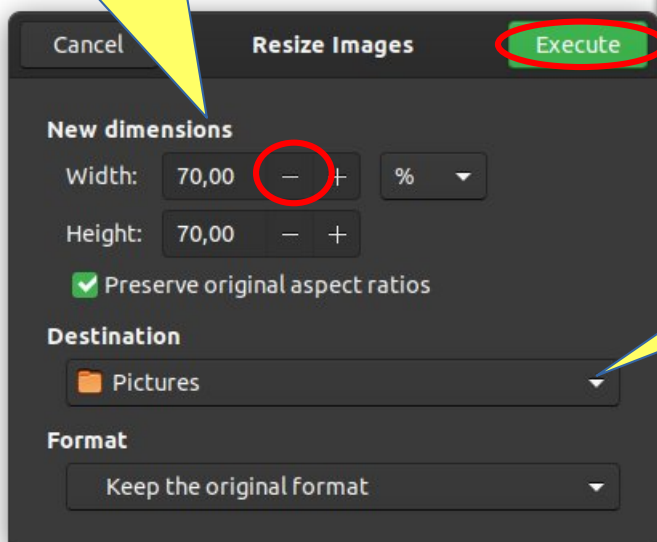 Cancel Resize Images Execute
New dimensions
Width: 70,00 − + %
Height: 70,00 − +
Preserve original aspect ratios
Destination
Pictures
Format
Keep the original format